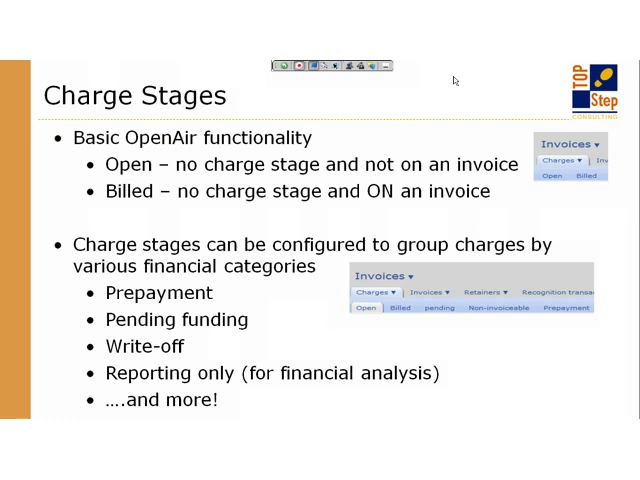 Charge Stages
TOP
Step
CONSULTING
• Basic OpenAir functionality
• Open – no charge stage and not on an invoice
• Billed – no charge stage and ON an invoice
Invoices ▾
Charges ▾ Inv
Open Billed
• Charge stages can be configured to group charges by
various financial categories
• Prepayment
• Pending funding
• Write-off
• Reporting only (for financial analysis)
• ....and more!
Invoices ▾
Charges ▾ Invoices ▾ Retainers ▾ Recognition transa
Open Billed pending Non-invoiceable Prepayment